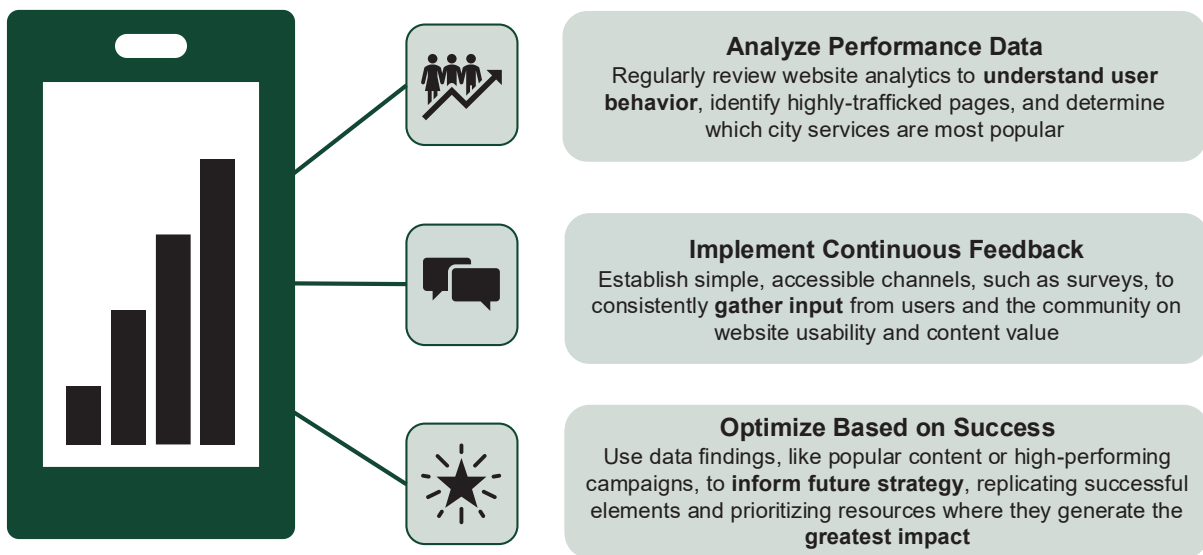 Analyze Performance Data
Regularly review website analytics to understand user
behavior, identify highly-trafficked pages, and determine
which city services are most popular
Implement Continuous Feedback
Establish simple, accessible channels, such as surveys, to
consistently gather input from users and the community on
website usability and content value
Optimize Based on Success
Use data findings, like popular content or high-performing
campaigns, to inform future strategy, replicating successful
elements and prioritizing resources where they generate the
greatest impact